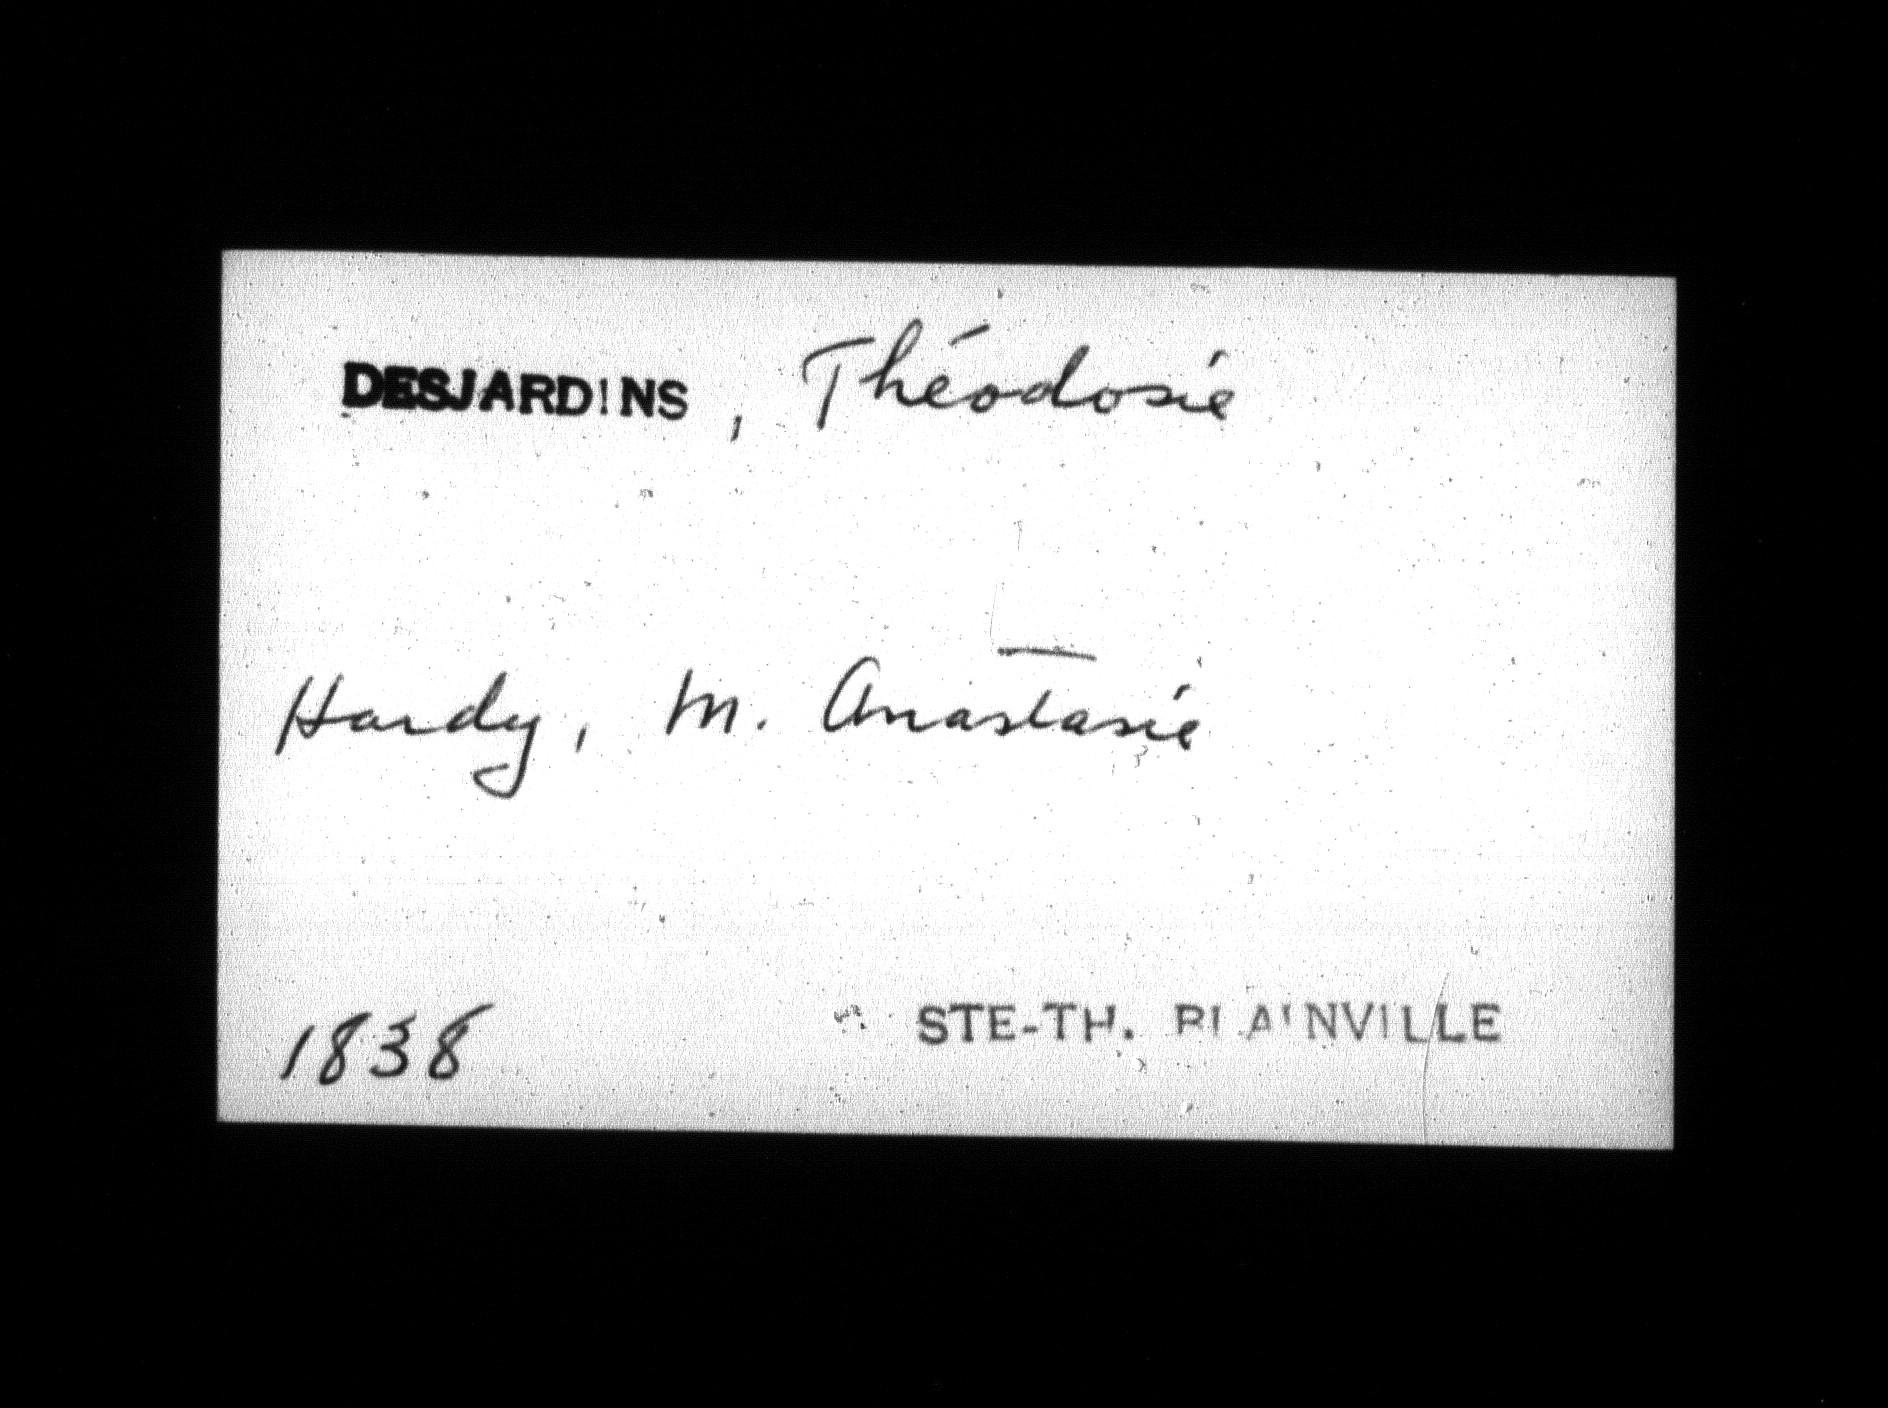 DESJARDINS, Théodosie
Hardy, M. Anastasie
1838 STE-TH. BLAINVILLE